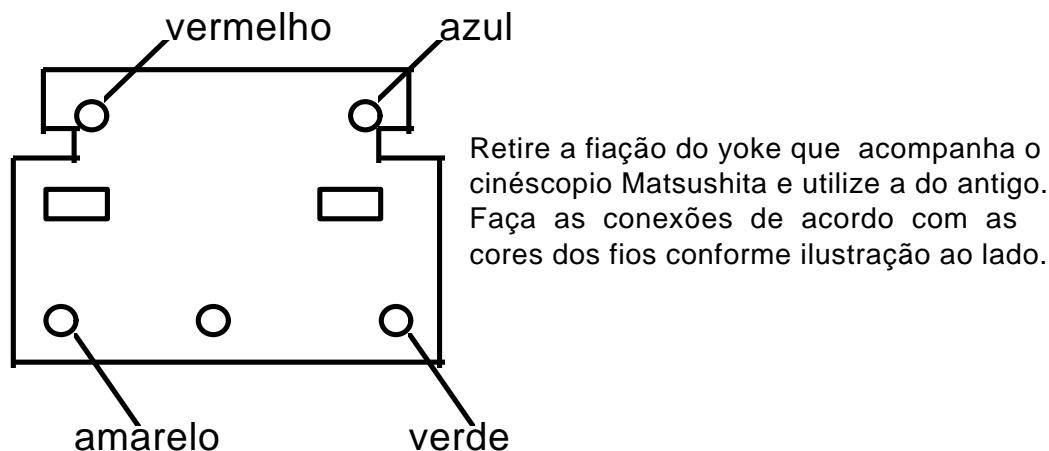 vermelho azul
Retire a fiação do yoke que acompanha o
cinéscopio Matsushita e utilize a do antigo.
Faça as conexões de acordo com as
cores dos fios conforme ilustração ao lado.
amarelo verde